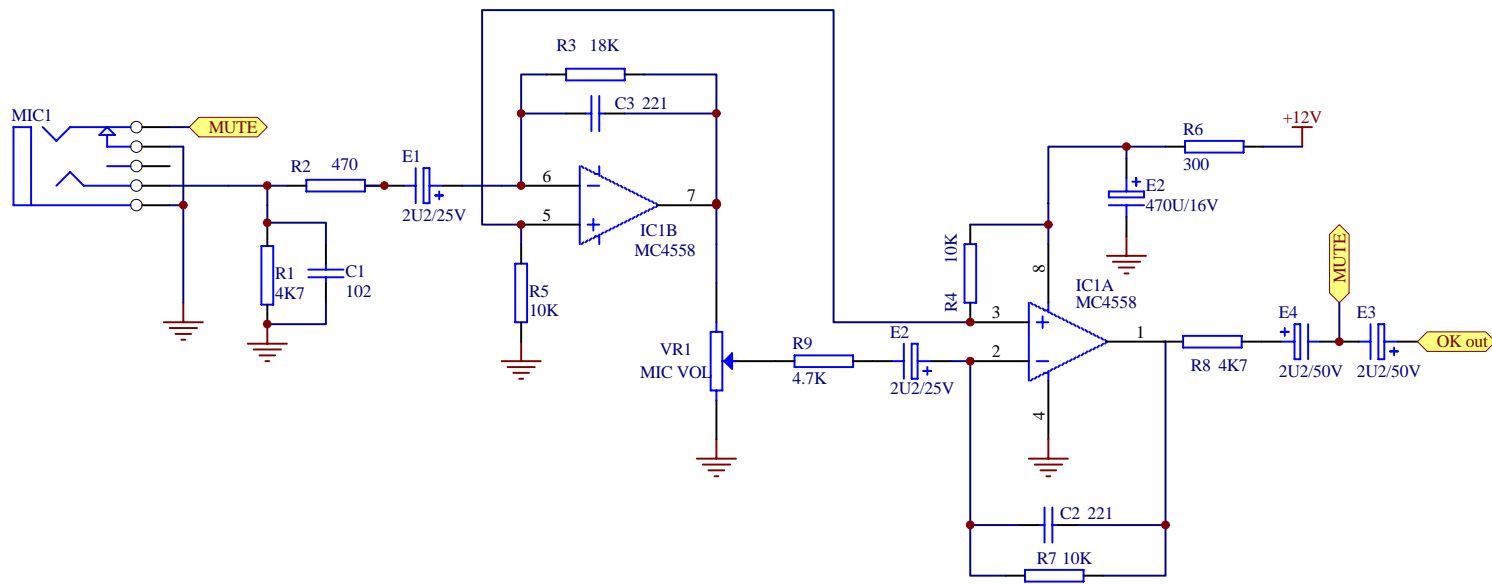 R3 18K
C3 221
MIC1
MUTE
R2 470
E1
2U2/25V
6
5
7
IC1B
MC4558
R1
4K7
C1
102
R5
10K
VR1
MIC VOL
R9
4.7K
E2
2U2/25V
+12V
R6
300
E2
470U/16V
10K
R4
8
IC1A
MC4558
3
2
1
4
MUTE
R8 4K7
E4
2U2/50V
E3
2U2/50V
OK out
C2 221
R7 10K